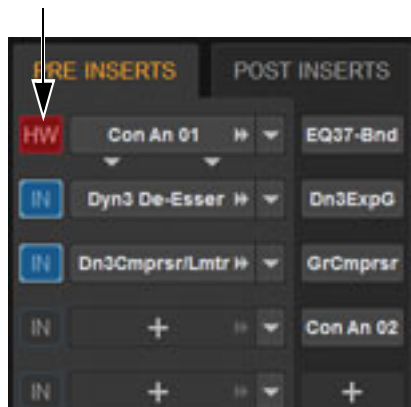 PRE INSERTS POST INSERTS
HW Con An 01 EQ37-Bnd
IN Dyn3 De-Esser Dn3ExpG
IN Dn3Cmprsr/Lmtr GrCmprsr
IN + Con An 02
IN + +